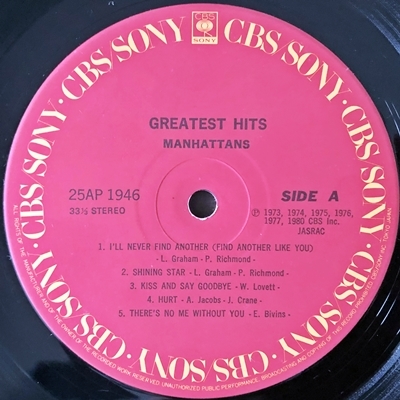 CBS
SONY
CBS/SONY · CBS/SONY · CBS/SONY · CBS/SONY · CBS/SONY · CBS/SONY
GREATEST HITS
MANHATTANS
25AP 1946
33⅓ STEREO
SIDE A
Ⓟ 1973, 1974, 1975, 1976,
1977, 1980 CBS Inc.
JASRAC
1. I'LL NEVER FIND ANOTHER (FIND ANOTHER LIKE YOU)
- L. Graham - P. Richmond
2. SHINING STAR - L. Graham - P. Richmond
3. KISS AND SAY GOODBYE - W. Lovett
4. HURT - A. Jacobs - J. Crane
5. THERE'S NO ME WITHOUT YOU - E. Bivins